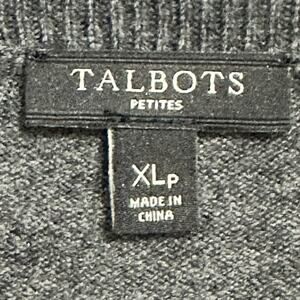 TALBOTS
PETITES
XLP
MADE IN
CHINA